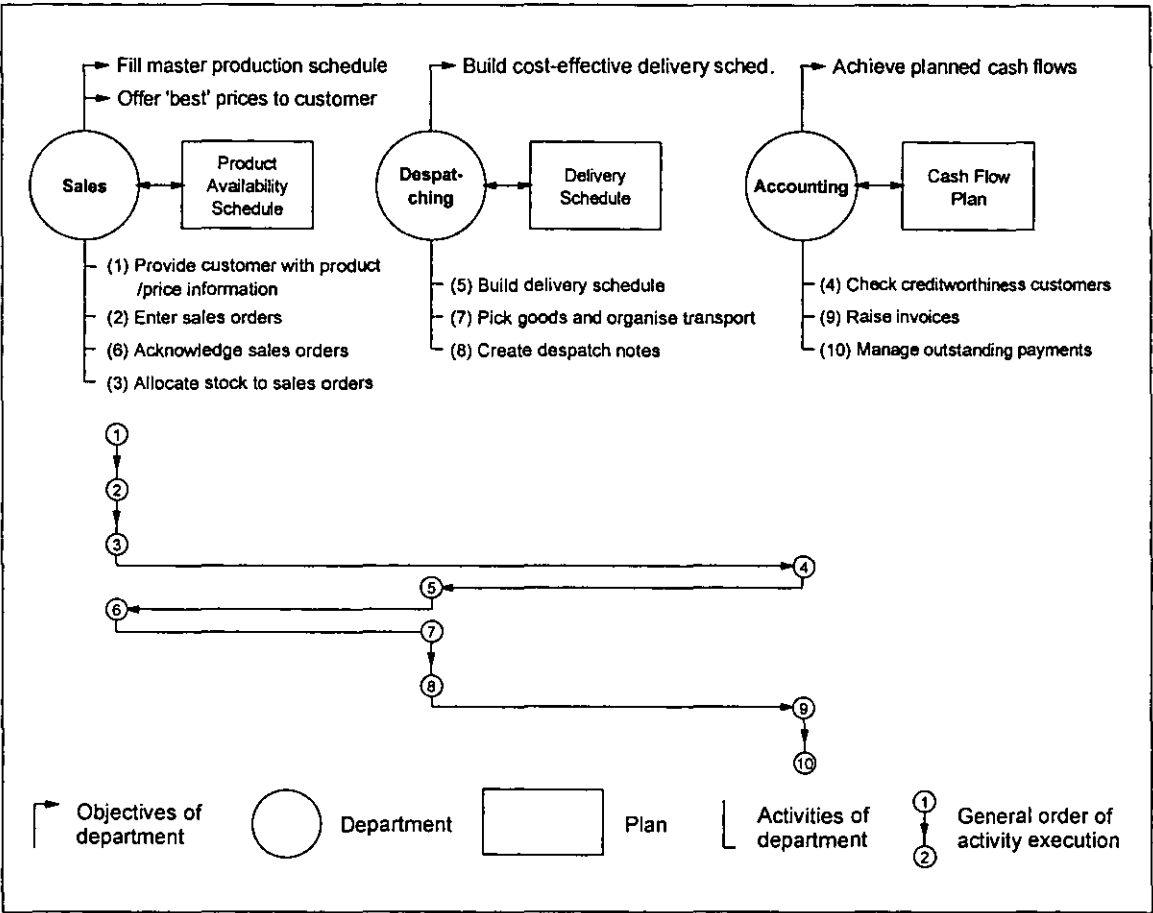 Fill master production schedule
Offer 'best' prices to customer
Build cost-effective delivery sched.
Achieve planned cash flows
Sales
Product
Availability
Schedule
Despat-
ching
Delivery
Schedule
Accounting
Cash Flow
Plan
(1) Provide customer with product
/price information
(2) Enter sales orders
(6) Acknowledge sales orders
(3) Allocate stock to sales orders
(5) Build delivery schedule
(7) Pick goods and organise transport
(8) Create despatch notes
(4) Check creditworthiness customers
(9) Raise invoices
(10) Manage outstanding payments
1
2
3
4
5
6
7
8
9
10
Objectives of
department
Department
Plan
Activities of
department
1
2
General order of
activity execution